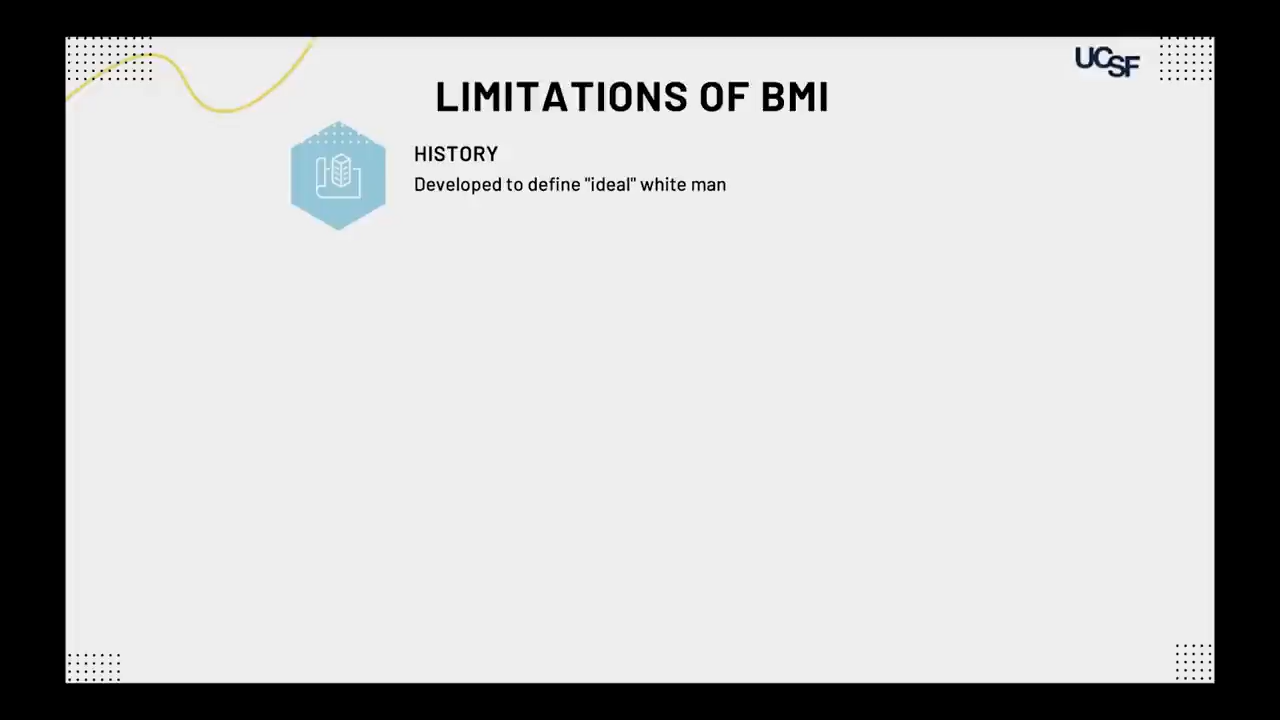 UCSF
LIMITATIONS OF BMI
HISTORY
Developed to define "ideal" white man